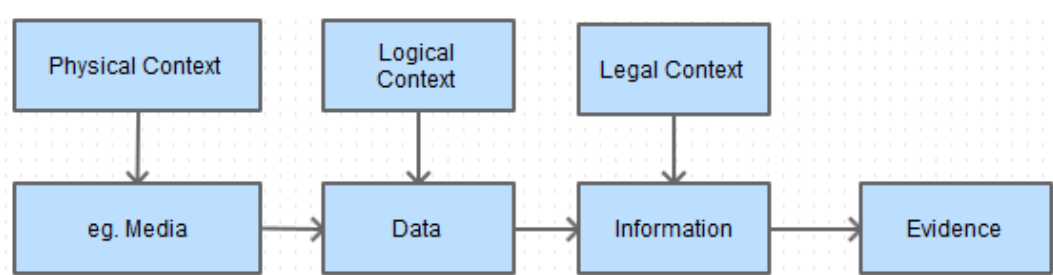 Physical Context
Logical
Context
Legal Context
eg. Media
Data
Information
Evidence